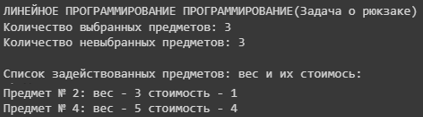 ЛИНЕЙНОЕ ПРОГРАММИРОВАНИЕ ПРОГРАММИРОВАНИЕ(Задача о рюкзаке)
Количество выбранных предметов: 3
Количество невыбранных предметов: 3
Список задействованных предметов: вес и их стоимось:
Предмет № 2: вес - 3 стоимость - 1
Предмет № 4: вес - 5 стоимость - 4